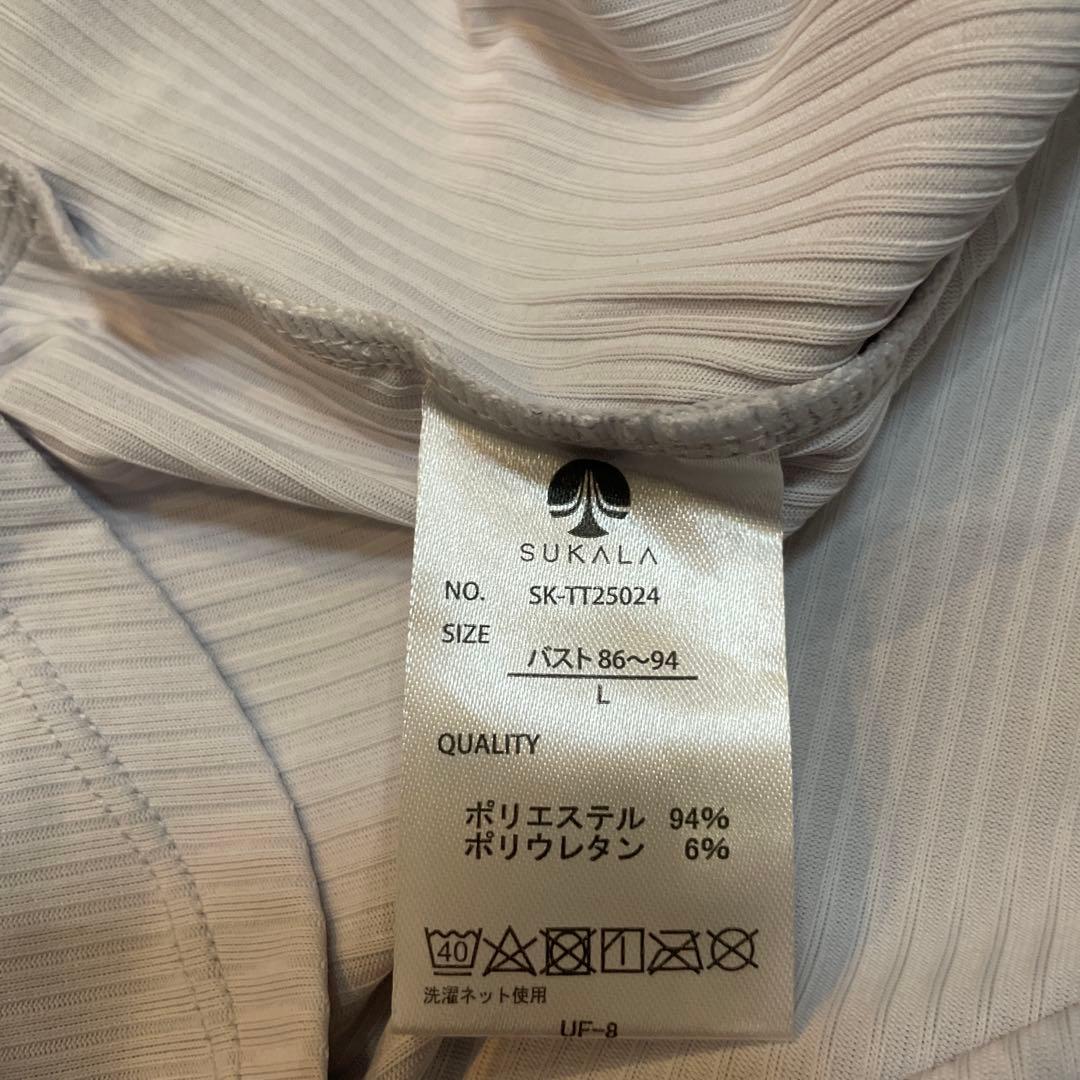 SUKALA
NO. SK-TT25024
SIZE
バスト86～94
L
QUALITY
ポリエステル 94%
ポリウレタン 6%
40
洗濯ネット使用
UF-8